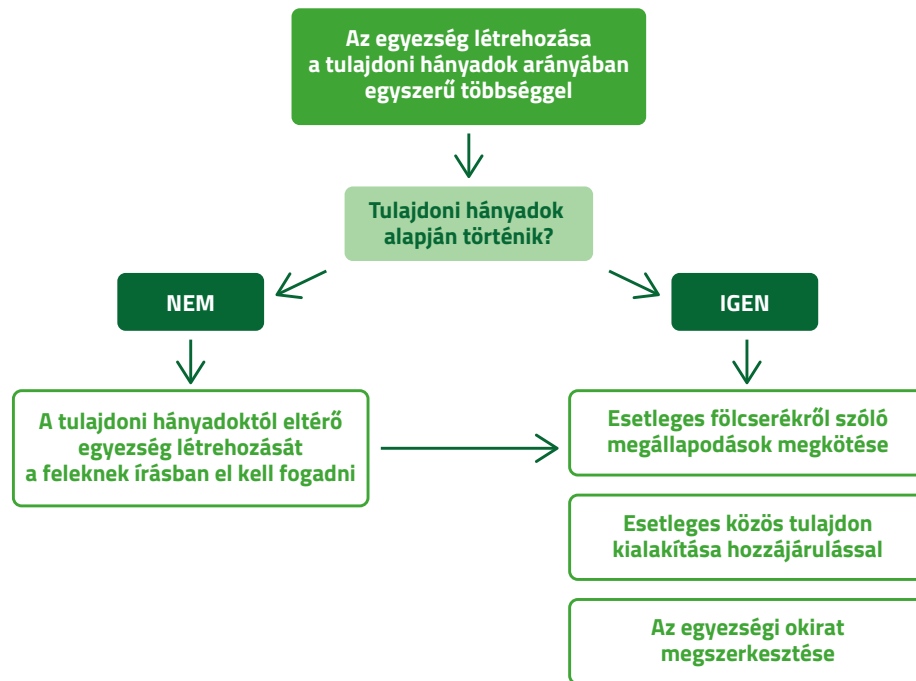 Az egyezség létrehozása
a tulajdoni hányadok arányában
egyszerű többséggel
Tulajdoni hányadok
alapján történik?
NEM
IGEN
A tulajdoni hányadoktól eltérő
egyezség létrehozását
a feleknek írásban el kell fogadni
Esetleges fölcserékről szóló
megállapodások megkötése
Esetleges közös tulajdon
kialakítása hozzájárulással
Az egyezségi okirat
megszerkesztése